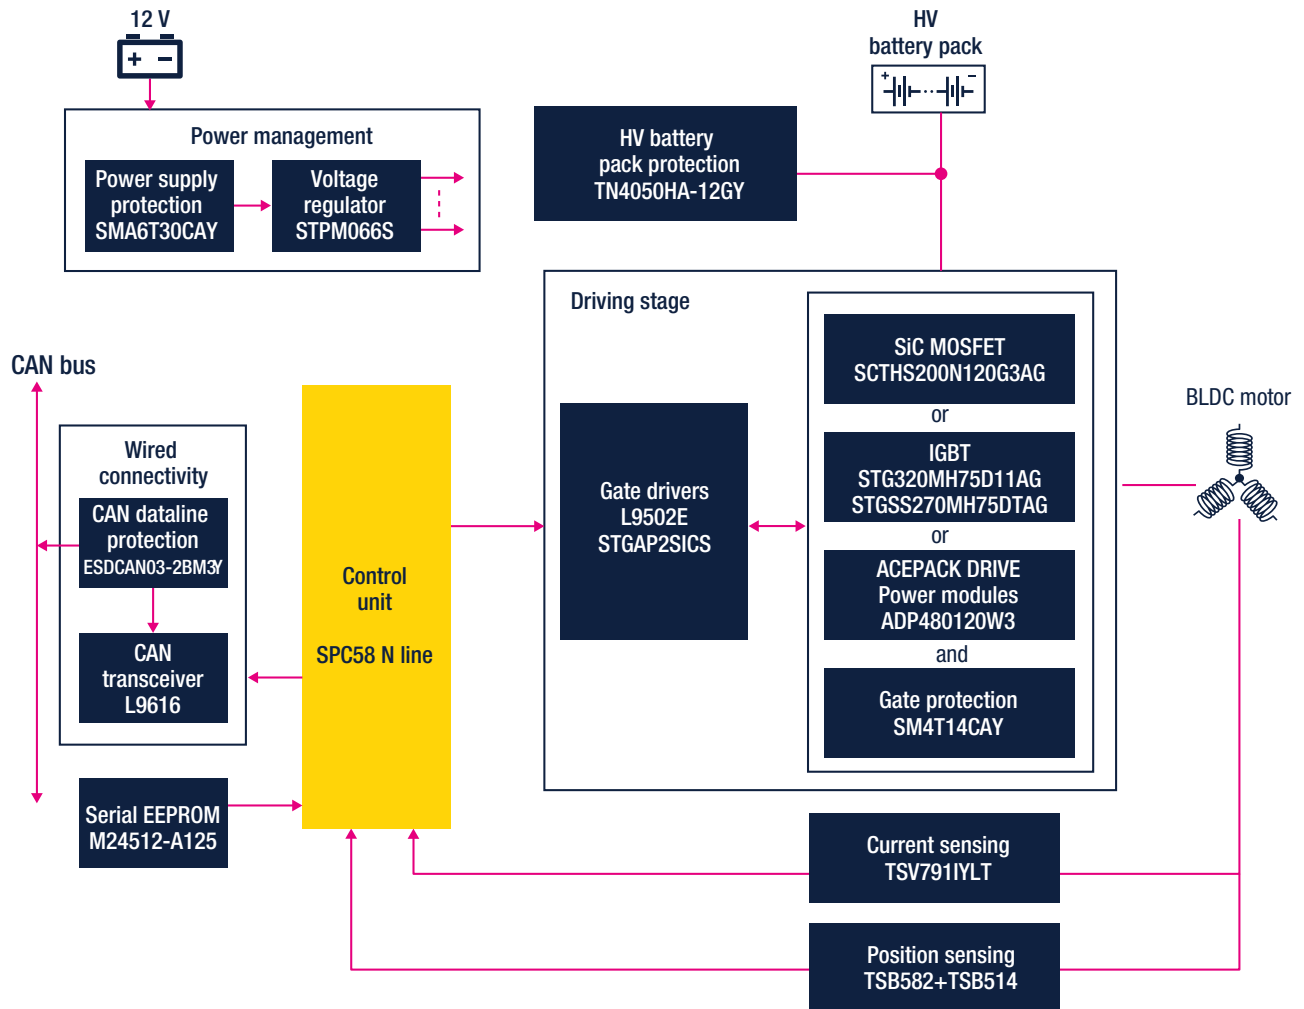 12 V
HV
battery pack
Power management
Power supply
protection
SMA6T30CAY
Voltage
regulator
STPM066S
HV battery
pack protection
TN4050HA-12GY
Driving stage
SiC MOSFET
SCTHS200N120G3AG
or
IGBT
STG320MH75D11AG
STGSS270MH75DTAG
or
ACEPACK DRIVE
Power modules
ADP480120W3
and
Gate protection
SM4T14CAY
Gate drivers
L9502E
STGAP2SICS
BLDC motor
CAN bus
Wired
connectivity
CAN dataline
protection
ESDCAN03-2BM3Y
CAN
transceiver
L9616
Control
unit
SPC58 N line
Serial EEPROM
M24512-A125
Current sensing
TSV791IYLT
Position sensing
TSB582+TSB514